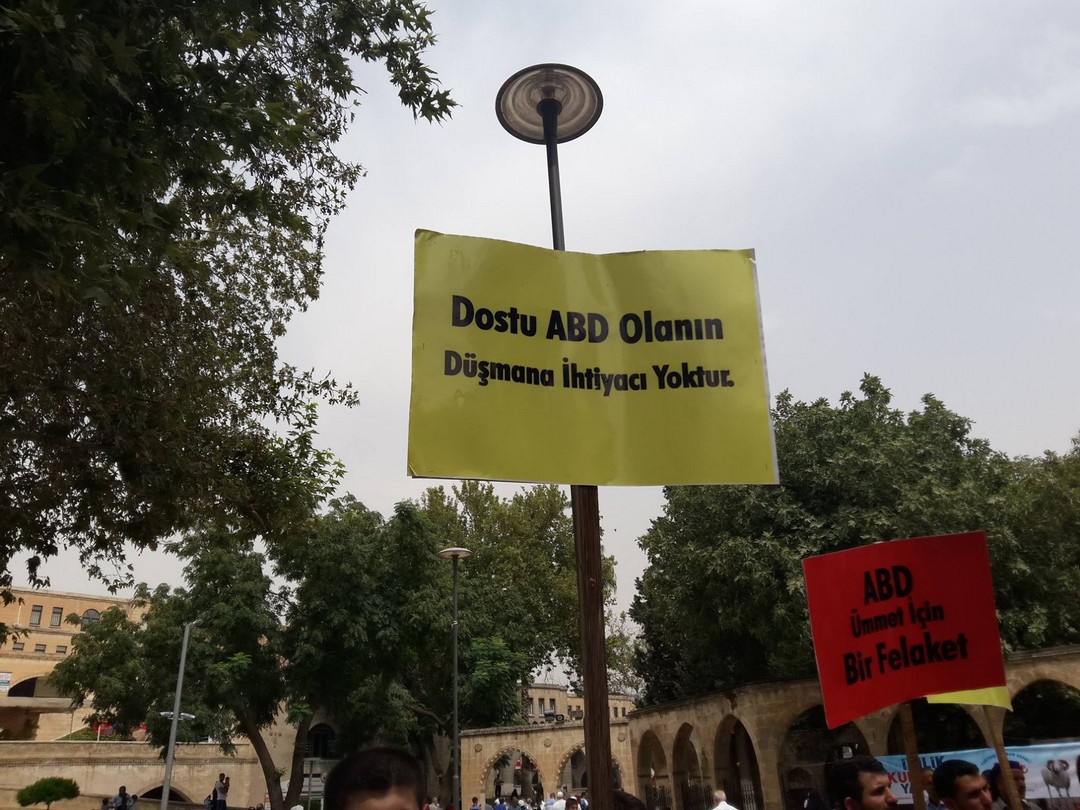 Dostu ABD Olanın
Düşmana İhtiyacı Yoktur.
ABD
Ümmet İçin
Bir Felaket